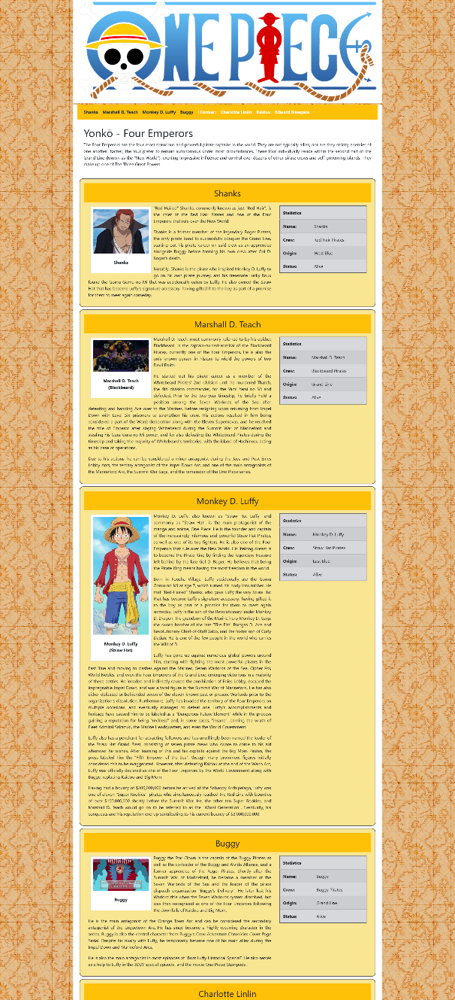 ONE PIECE
Shanks Marshall D. Teach Monkey D. Luffy Buggy | Former: Charlotte Linlin Kaidou Edward Newgate
Yonkō - Four Emperors
The Four Emperors are the four most notorious and powerful pirate captains in the world. They are not typically allies, nor are they strictly enemies of
one another. Rather, the four prefer to remain autonomous under most circumstances. These four individually reside within the second half of the
Grand Line (known as the "New World"), exerting impressive influence and control over dozens of other pirate crews and self-governing islands. They
make up one of The Three Great Powers
Shanks
"Red-Haired" Shanks, commonly known as just "Red Hair", is
the chief of the Red Hair Pirates and one of the Four
Emperors that rule over the New World.
Shanks is a former member of the legendary Roger Pirates,
the only pirate band to successfully conquer the Grand Line,
starting out his pirate career on said crew as an apprentice
alongside Buggy before forming his own crew after Gol D.
Roger's death.
Notably, Shanks is the pirate who inspired Monkey D. Luffy to
go on his own pirate journey, and his crewmate Lucky Roux
found the Gomu Gomu no Mi that was accidentally eaten by Luffy. He also owned the Straw
Hat that has become Luffy's signature accessory, having gifted it to the boy as part of a promise
for them to meet again someday.
Shanks
Statistics
Name: Shanks
Crew: Red Hair Pirates
Origin: West Blue
Status: Alive
Marshall D. Teach
Marshall D. Teach, most commonly referred to by his epithet
Blackbeard, is the captain-turned-admiral of the Blackbeard
Pirates, currently one of the Four Emperors. He is also the
only known person in history to wield the powers of two
Devil Fruits.
He started out his pirate career as a member of the
Whitebeard Pirates' 2nd division until he murdered Thatch,
the 4th division commander, for the Yami Yami no Mi and
defected. Prior to the two-year timeskip, he briefly held a
position among the Seven Warlords of the Sea after
defeating and handing Ace over to the Marines, before resigning upon returning from Impel
Down with Level Six prisoners to strengthen his crew. His actions resulted in him being
considered a part of the Worst Generation along with the Eleven Supernovas, and he received
the title of Emperor after slaying Whitebeard during the Summit War of Marineford and
stealing his Gura Gura no Mi power, and for also defeating the Whitebeard Pirates during the
timeskip and taking the majority of Whitebeard's territories, with the island of Hachinosu acting
as his base of operations.
Due to his actions, he can be considered a minor antagonist during the Jaya and Post-Enies
Lobby Arcs, the tertiary antagonist of the Impel Down Arc, and one of the main antagonists of
the Marineford Arc, the Summit War Saga, and the remainder of the One Piece series.
Marshall D. Teach
(Blackbeard)
Statistics
Name: Marshall D. Teach
Crew: Blackbeard Pirates
Origin: Grand Line
Status: Alive
Monkey D. Luffy
Monkey D. Luffy, also known as "Straw Hat Luffy" and
commonly as "Straw Hat", is the main protagonist of the
manga and anime, One Piece. He is the founder and captain
of the increasingly infamous and powerful Straw Hat Pirates,
as well as one of its top fighters. He is also one of the Four
Emperors that rule over the New World. His lifelong dream is
to become the Pirate King by finding the legendary treasure
left behind by the late Gol D. Roger. He believes that being
the Pirate King means having the most freedom in the world.
Born in Foosha Village, Luffy accidentally ate the Gomu
Gomu no Mi at age 7, which turned his body into rubber. He
met "Red-Haired" Shanks, who gave Luffy the very Straw Hat
that has become Luffy's signature accessory, having gifted it
to the boy as part of a promise for them to meet again
someday. Luffy is the son of the Revolutionary leader Monkey
D. Dragon, the grandson of the Marine hero Monkey D. Garp,
the sworn brother of the late "Fire Fist" Portgas D. Ace and
Revolutionary Chief-of-Staff Sabo, and the foster son of Curly
Dadan. He is one of the few people in the world who carries
the Will of D.
Luffy has gone up against numerous global powers around
him, starting with fighting the most powerful pirates in the
East Blue and moving to clashes against the Marines, Seven Warlords of the Sea, Cipher Pol,
World Nobles, and even the Four Emperors of the Grand Line, emerging victorious in a majority
of these battles. He invaded and indirectly caused the annihilation of Enies Lobby, escaped the
impregnable Impel Down, and was a focal figure in the Summit War of Marineford. He has also
either defeated or befriended seven of the eleven known past or present Warlords prior to the
organization's dissolution. Furthermore, Luffy has invaded the territory of the Four Emperors on
multiple occasions, and eventually managed to defeat one. Luffy's accomplishments and
heritage have caused him to be labeled as a "Dangerous Future Element" while in the process
gaining a reputation for being "reckless" and, in some cases, "insane", earning the wrath of
Fleet Admiral Sakazuki, the Marine Headquarters, and even the World Government.
Luffy also has a penchant for attracting followers and has unwillingly been named the leader of
the Straw Hat Grand Fleet, consisting of seven pirate crews who swore to come to his aid
whenever he wishes. After learning of this and his exploits against the Big Mom Pirates, the
press labeled him the "Fifth Emperor of the Sea", though many prominent figures initially
considered this to be exaggerated. However, after defeating Kaidou at the end of the Wano Arc,
Luffy was officially declared as one of the Four Emperors by the World Government along with
Buggy, replacing Kaidou and Big Mom.
Having had a bounty of $300,000,000 before he arrived at the Sabaody Archipelago, Luffy was
one of eleven "Super Rookies", pirates who simultaneously reached the Red Line with bounties
of over $100,000,000 shortly before the Summit War. He, the other ten Super Rookies, and
Marshall D. Teach would go on to be referred to as the "Worst Generation". Eventually, his
conquests and his reputation end up contributing to his current bounty of $3,000,000,000.
Monkey D. Luffy
(Straw Hat)
Statistics
Name: Monkey D. Luffy
Crew: Straw Hat Pirates
Origin: East Blue
Status: Alive
Buggy
Buggy the Star Clown is the captain of the Buggy Pirates as
well as the co-leader of the Buggy and Alvida Alliance, and a
former apprentice of the Roger Pirates. Shortly after the
Summit War of Marineford, he became a member of the
Seven Warlords of the Sea and the leader of the pirate
dispatch organization "Buggy's Delivery". He later lost his
Warlord title when the Seven Warlords system dissolved, but
was then recognised as one of the Four Emperors following
the downfalls of Kaidou and Big Mom.
He is the main antagonist of the Orange Town Arc and can be considered the secondary
antagonist of the Loguetown Arc. He has since become a highly recurring character in the
series. Buggy is also the central character from Buggy's Crew Adventure Chronicles Cover Page
Serial. Despite his rivalry with Luffy, he temporarily became one of his main allies during the
Impel Down and Marineford Arcs.
He is also the main antagonist in most episodes of "Boss Luffy Historical Special". He also serves
as a help to Luffy in the 3D2Y special episode, and the movie One Piece: Stampede.
Buggy
Statistics
Name: Buggy
Crew: Buggy Pirates
Origin: Grand Line
Status: Alive
Charlotte Linlin